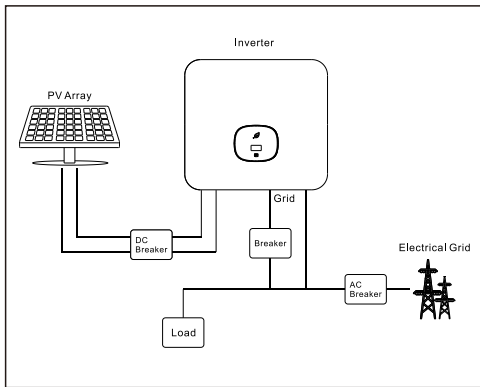 Inverter
PV Array
Grid
DC
Breaker
Breaker
Electrical Grid
AC
Breaker
Load